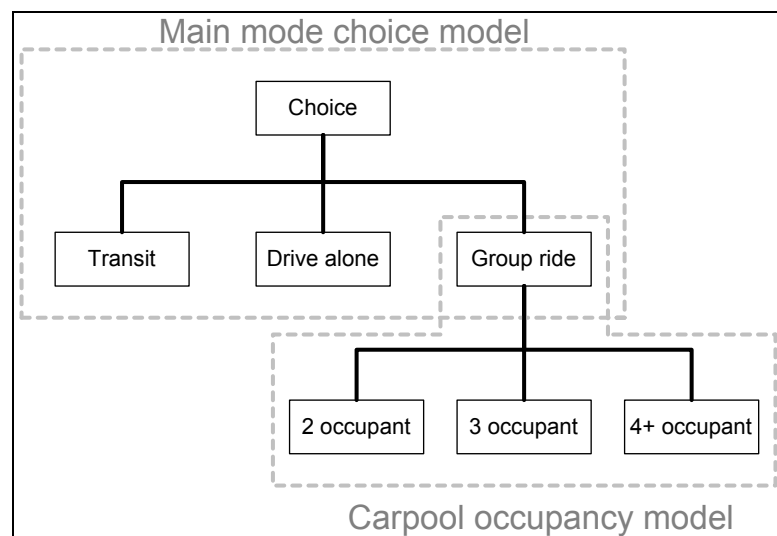 Main mode choice model
Choice
Transit
Drive alone
Group ride
2 occupant
3 occupant
4+ occupant
Carpool occupancy model